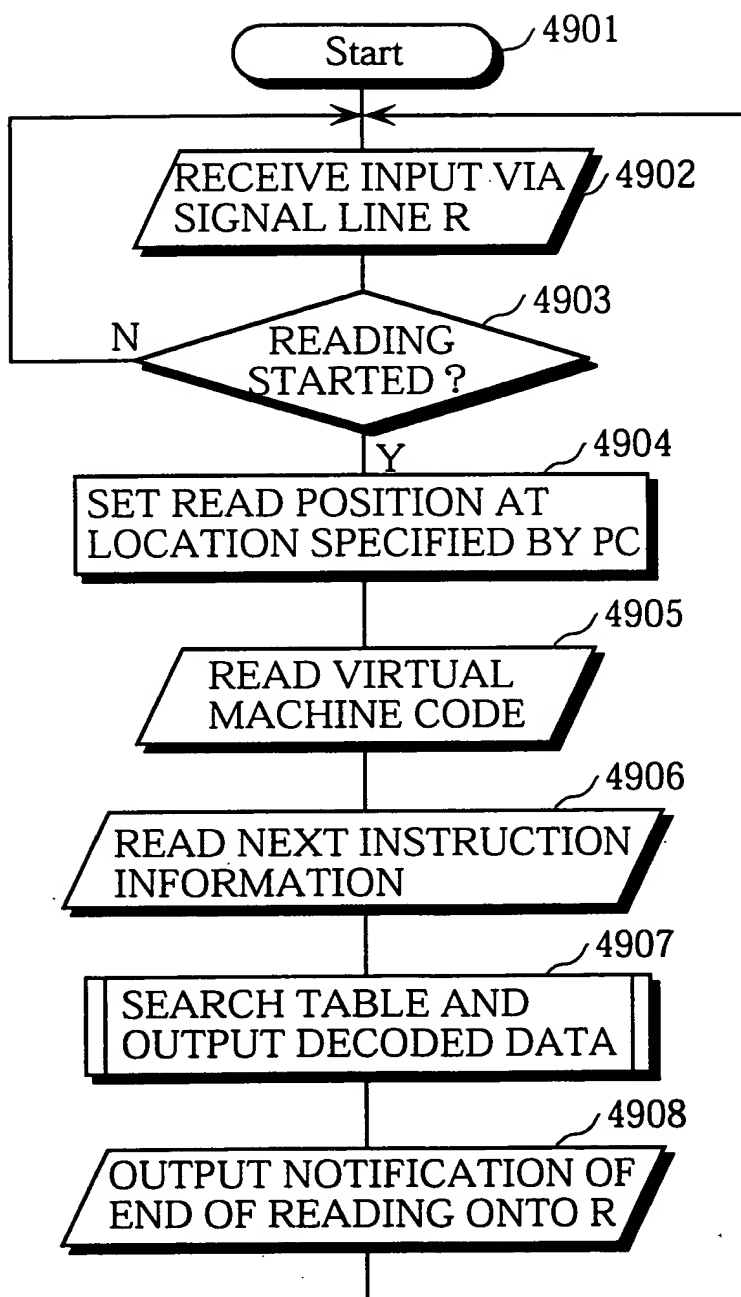 Start
4901
RECEIVE INPUT VIA
SIGNAL LINE R
4902
4903
N
READING
STARTED ?
Y
4904
SET READ POSITION AT
LOCATION SPECIFIED BY PC
4905
READ VIRTUAL
MACHINE CODE
4906
READ NEXT INSTRUCTION
INFORMATION
4907
SEARCH TABLE AND
OUTPUT DECODED DATA
4908
OUTPUT NOTIFICATION OF
END OF READING ONTO R